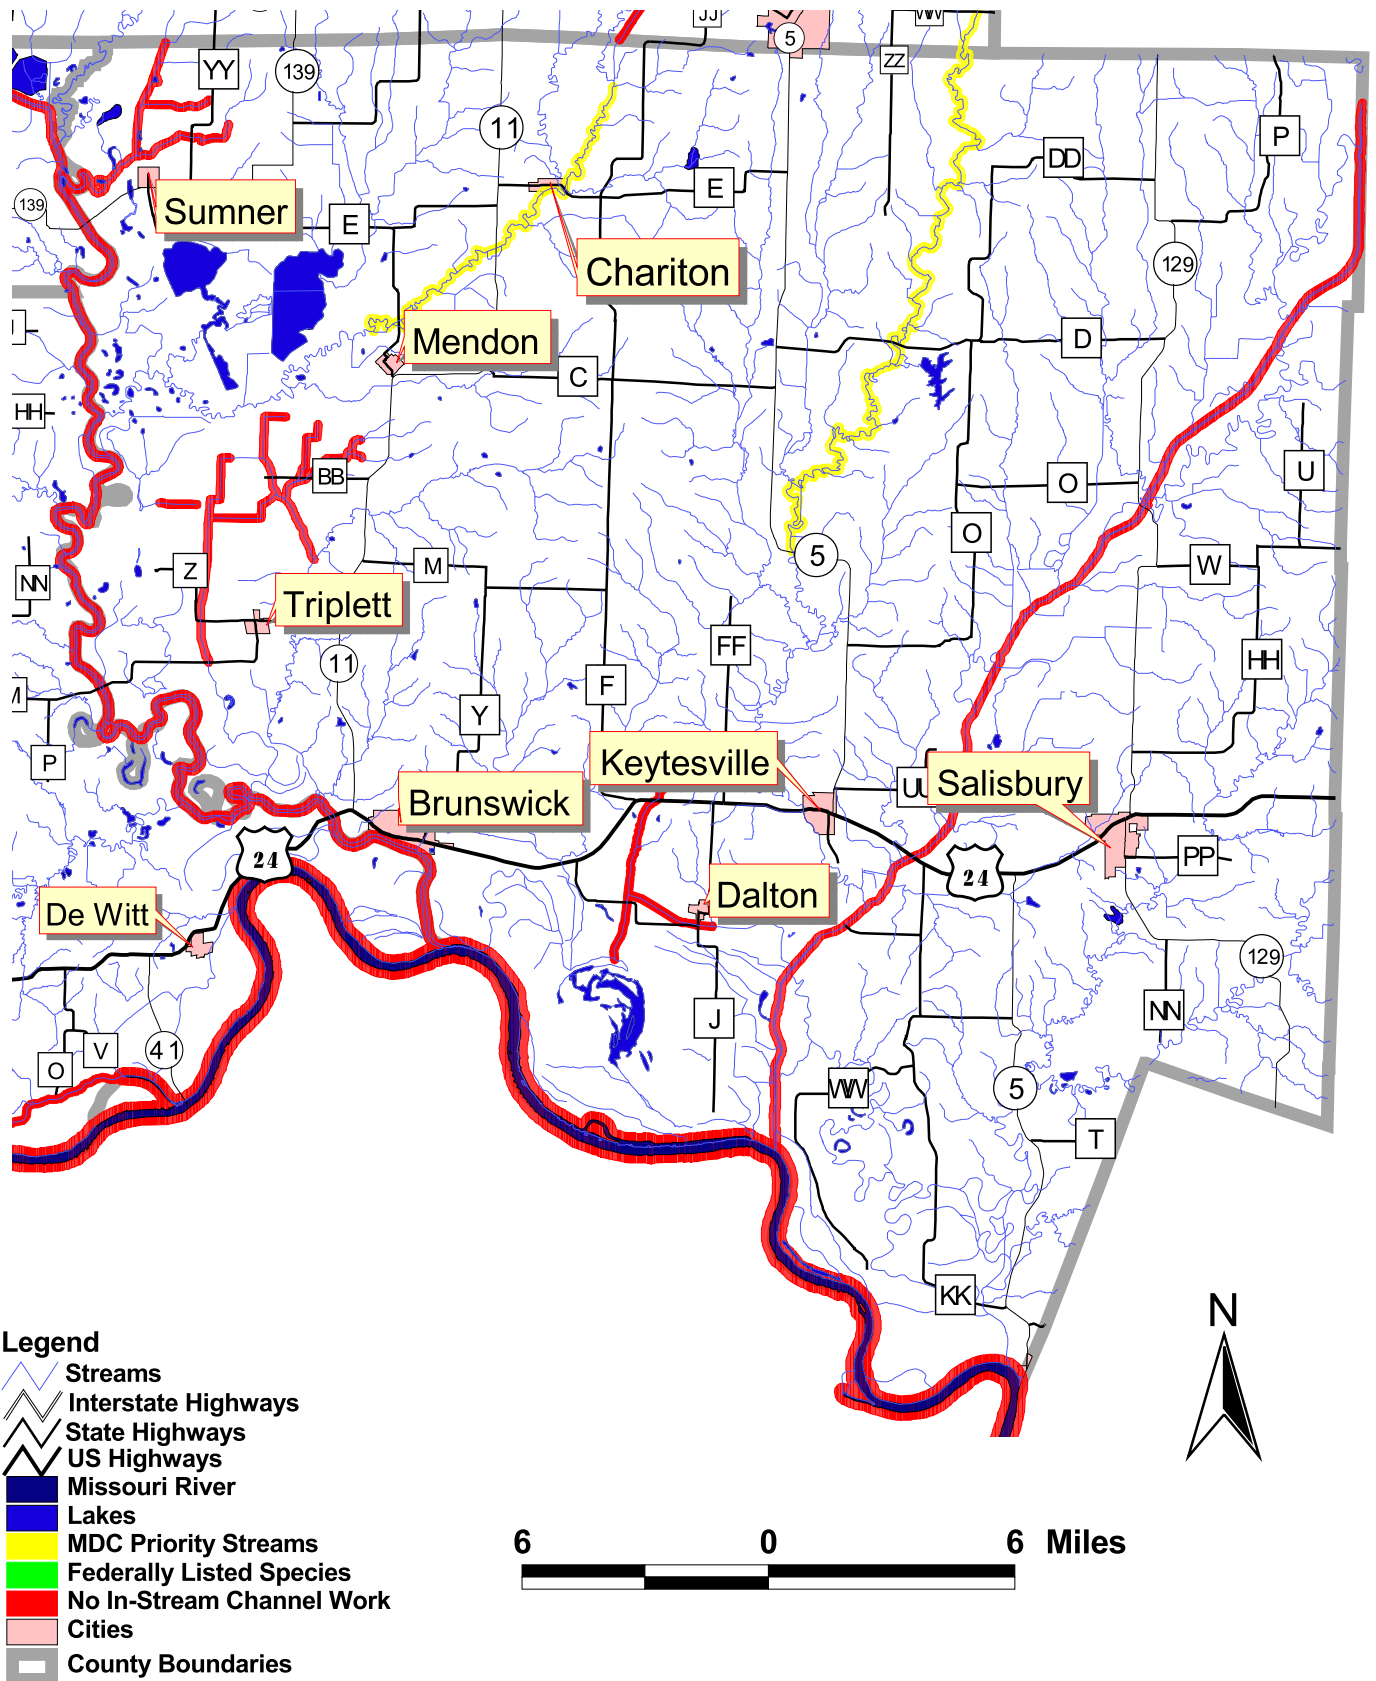 JJ
WW
5
YY
139
ZZ
11
P
DD
E
139
Sumner
E
129
Chariton
Mendon
D
C
HH
BB
O
U
O
5
M
W
Z
NN
Triplett
FF
HH
11
F
Y
P
Keytesville
Salisbury
UU
Brunswick
24
PP
24
Dalton
De Witt
129
J
NN
V
41
O
WW
5
T
KK
N
Legend
Streams
Interstate Highways
State Highways
US Highways
Missouri River
Lakes
MDC Priority Streams
Federally Listed Species
No In-Stream Channel Work
Cities
County Boundaries
6 0 6 Miles